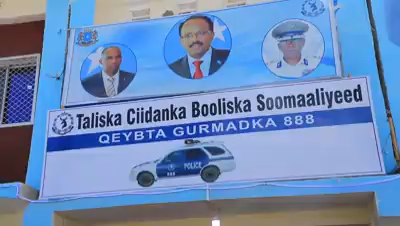 Taliska Ciidanka Booliska Soomaaliyeed
QEYBTA GURMADKA 888
POLICE